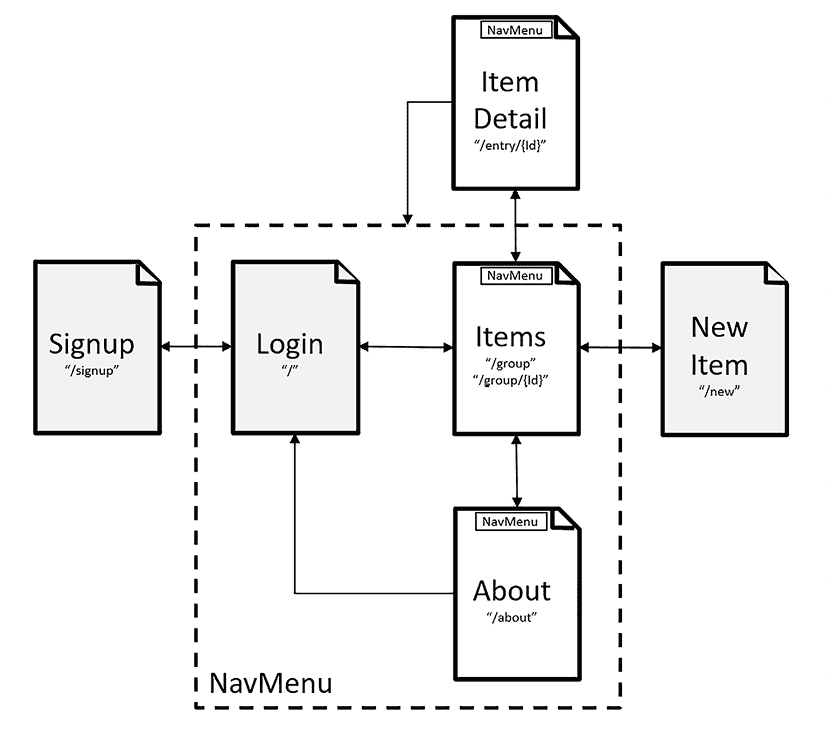 NavMenu
Item
Detail
“/entry/{Id}”
Signup
“/signup”
Login
“/”
NavMenu
Items
“/group”
“/group/{Id}”
New
Item
“/new”
NavMenu
About
“/about”
NavMenu